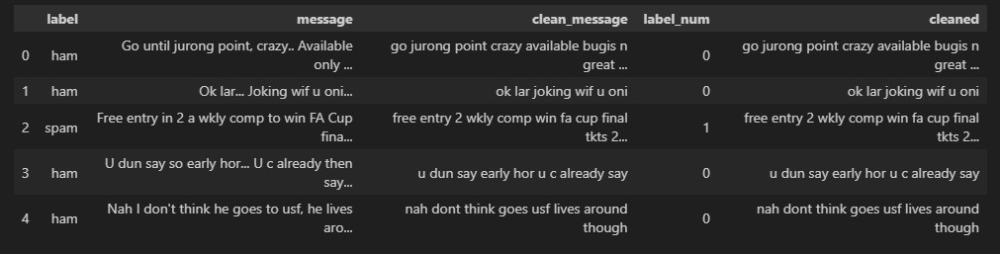 label message clean_message label_num cleaned
0 ham Go until jurong point, crazy.. Available only ... go jurong point crazy available bugis n great ... 0 go jurong point crazy available bugis n great ...
1 ham Ok lar... Joking wif u oni... ok lar joking wif u oni 0 ok lar joking wif u oni
2 spam Free entry in 2 a wkly comp to win FA Cup fina... free entry 2 wkly comp win fa cup final tkts 2... 1 free entry 2 wkly comp win fa cup final tkts 2...
3 ham U dun say so early hor... U c already then say... u dun say early hor u c already say 0 u dun say early hor u c already say
4 ham Nah I don't think he goes to usf, he lives aro... nah dont think goes usf lives around though 0 nah dont think goes usf lives around though